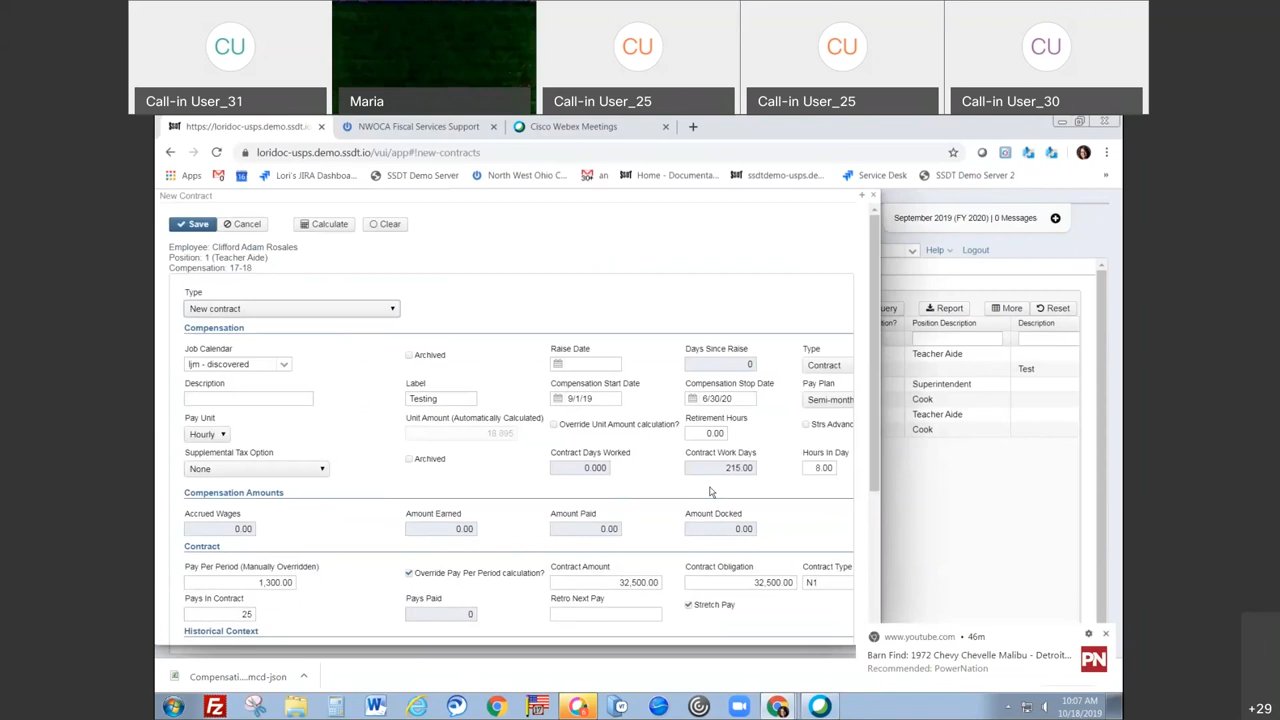 CU
CU
CU
CU
Call-in User_31
Maria
Call-in User_25
Call-in User_25
Call-in User_30
https://loridoc-usps.demo.ssdt.io
NWOCA Fiscal Services Support
Cisco Webex Meetings
loridoc-usps.demo.ssdt.io/vui/app#!new-contracts
Apps
Lori's JIRA Dashboa...
SSDT Demo Server
North West Ohio C...
an
Home - Documenta...
ssdtdemo-usps.de...
Service Desk
SSDT Demo Server 2
»
New Contract
Save
Cancel
Calculate
Clear
September 2019 (FY 2020) | 0 Messages
Employee: Clifford Adam Rosales
Position: 1 (Teacher Aide)
Compensation: 17-18
Help
Logout
Type
New contract
uery
Report
More
Reset
Compensation
ion?
Position Description
Description
Job Calendar
Archived
Raise Date
Days Since Raise
Type
ljm - discovered
0
Contract
Teacher Aide
Test
Description
Label
Compensation Start Date
Compensation Stop Date
Pay Plan
Superintendent
Testing
9/1/19
6/30/20
Semi-month
Cook
Pay Unit
Unit Amount (Automatically Calculated)
Override Unit Amount calculation?
Retirement Hours
Strs Advanc
Teacher Aide
Hourly
18.895
0.00
Cook
Supplemental Tax Option
Archived
Contract Days Worked
Contract Work Days
Hours In Day
None
0.000
215.00
8.00
Compensation Amounts
Accrued Wages
Amount Earned
Amount Paid
Amount Docked
0.00
0.00
0.00
0.00
Contract
Pay Per Period (Manually Overridden)
Override Pay Per Period calculation?
Contract Amount
Contract Obligation
Contract Type
1,300.00
32,500.00
32,500.00
N1
Pays In Contract
Pays Paid
Retro Next Pay
Stretch Pay
25
0
Historical Context
www.youtube.com • 46m
Barn Find: 1972 Chevy Chevelle Malibu - Detroit...
Recommended: PowerNation
PN
Compensati....mcd-json
10:07 AM
10/18/2019
+29